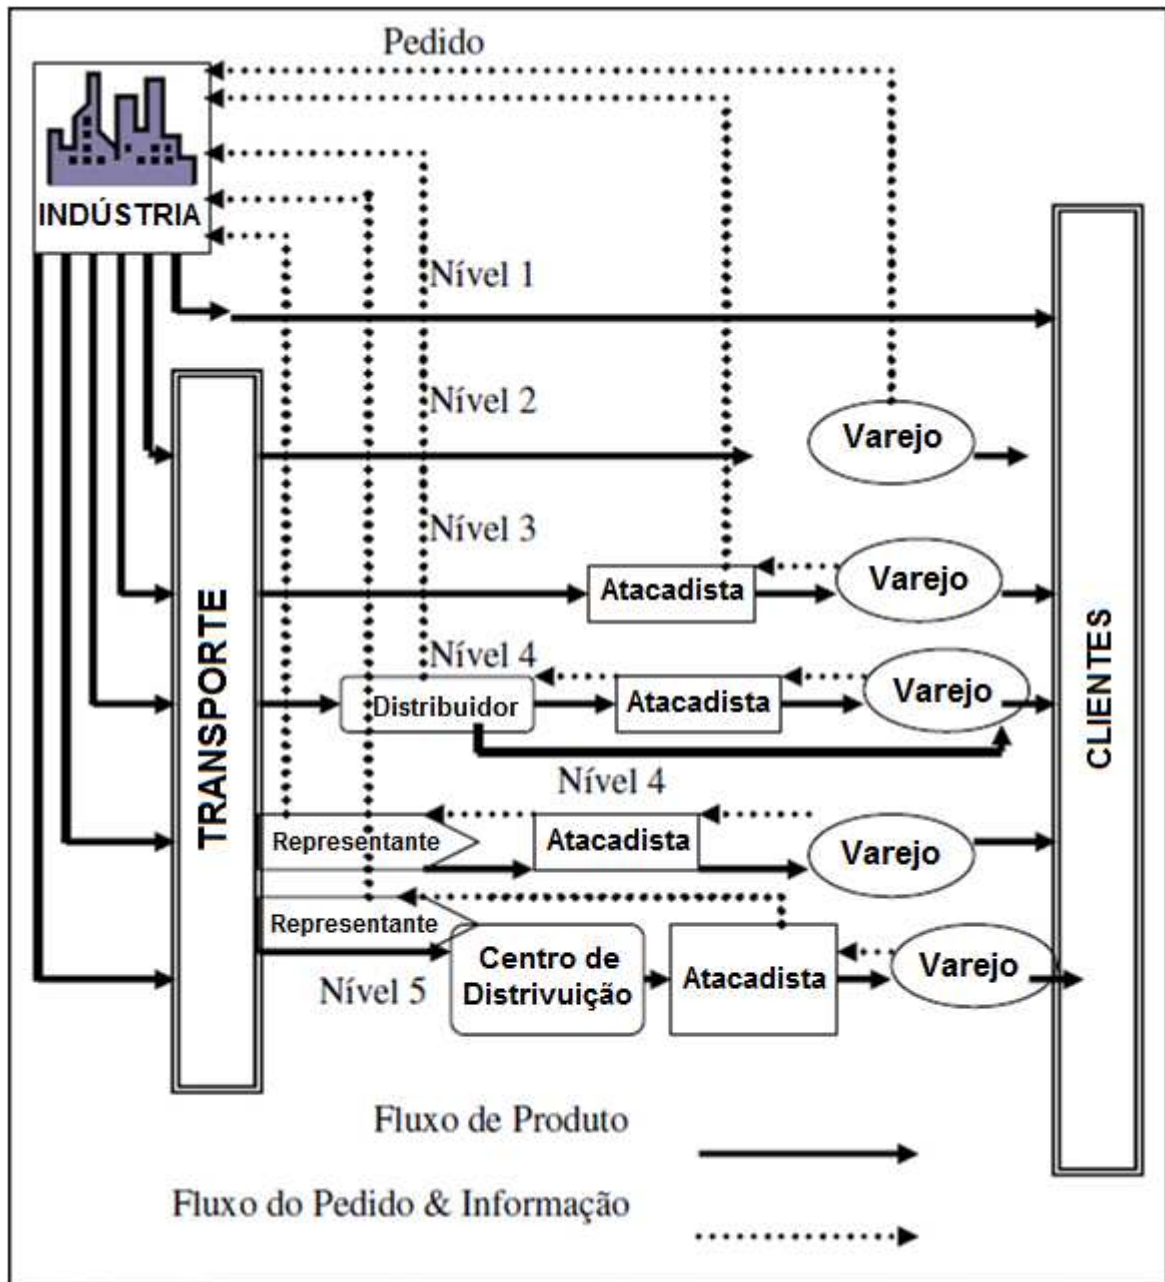 Pedido
INDÚSTRIA
Nível 1
Nível 2
Varejo
Nível 3
Atacadista
Varejo
TRANSPORTE
CLIENTES
Nível 4
Distribuidor
Atacadista
Varejo
Nível 4
Representante
Atacadista
Varejo
Representante
Centro de
Distrivuição
Atacadista
Varejo
Nível 5
Fluxo de Produto
Fluxo do Pedido & Informação